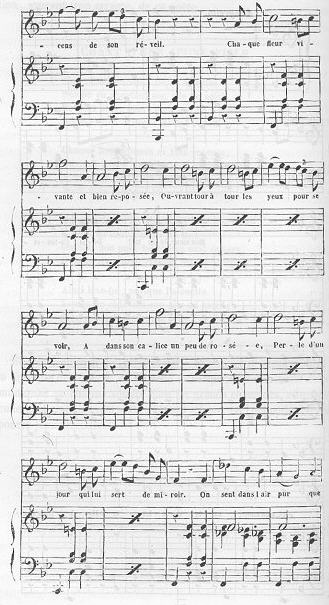 - cens de son ré-veil. Cha-que fleur vi-
- vante et bien re-po-sée, Ou-vrant tour à tour les yeux pour se
voir, A dans son ca-lice un peu de ro-sé-e, Per-le d'un
jour qui lui sert de mi-roir. On sent dans l'air pur que